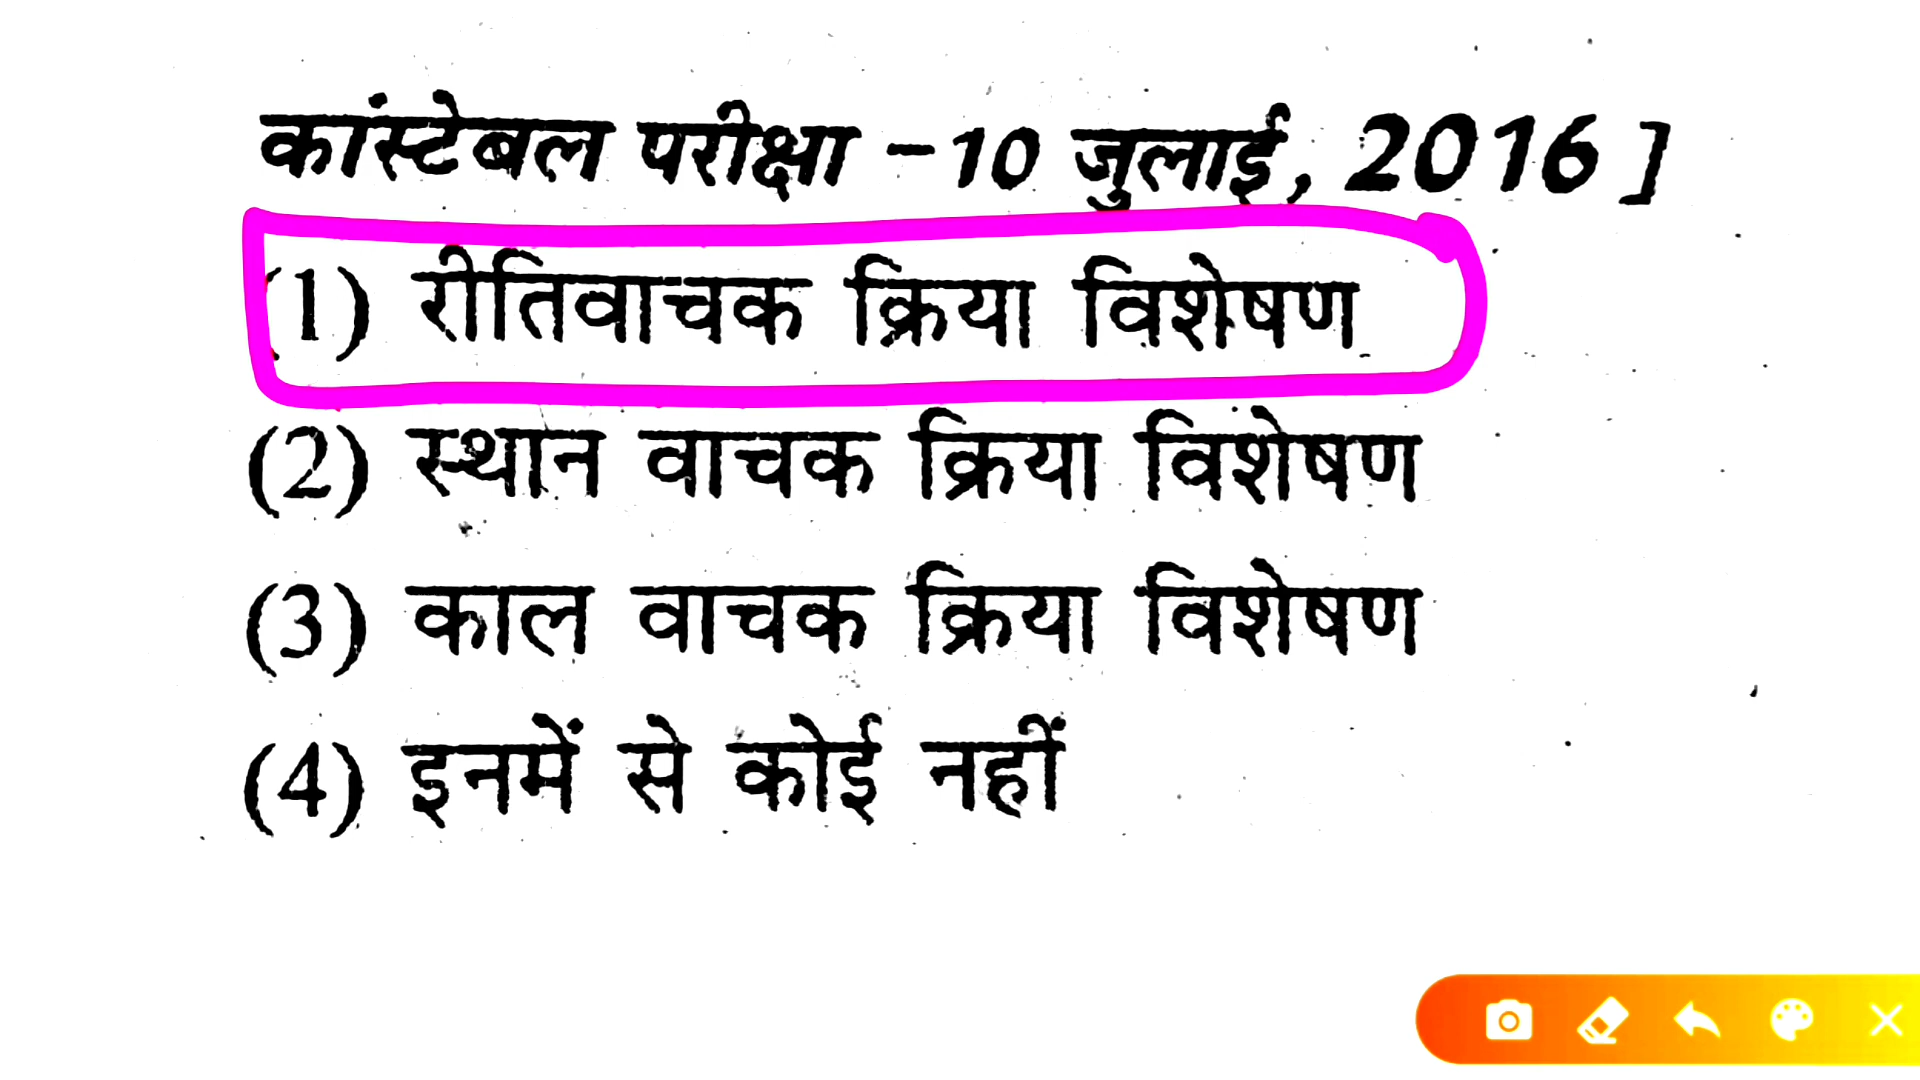 कांस्टेबल परीक्षा -10 जुलाई, 2016 ]
(1) रीतिवाचक क्रिया विशेषण
(2) स्थान वाचक क्रिया विशेषण
(3) काल वाचक क्रिया विशेषण
(4) इनमें से कोई नहीं